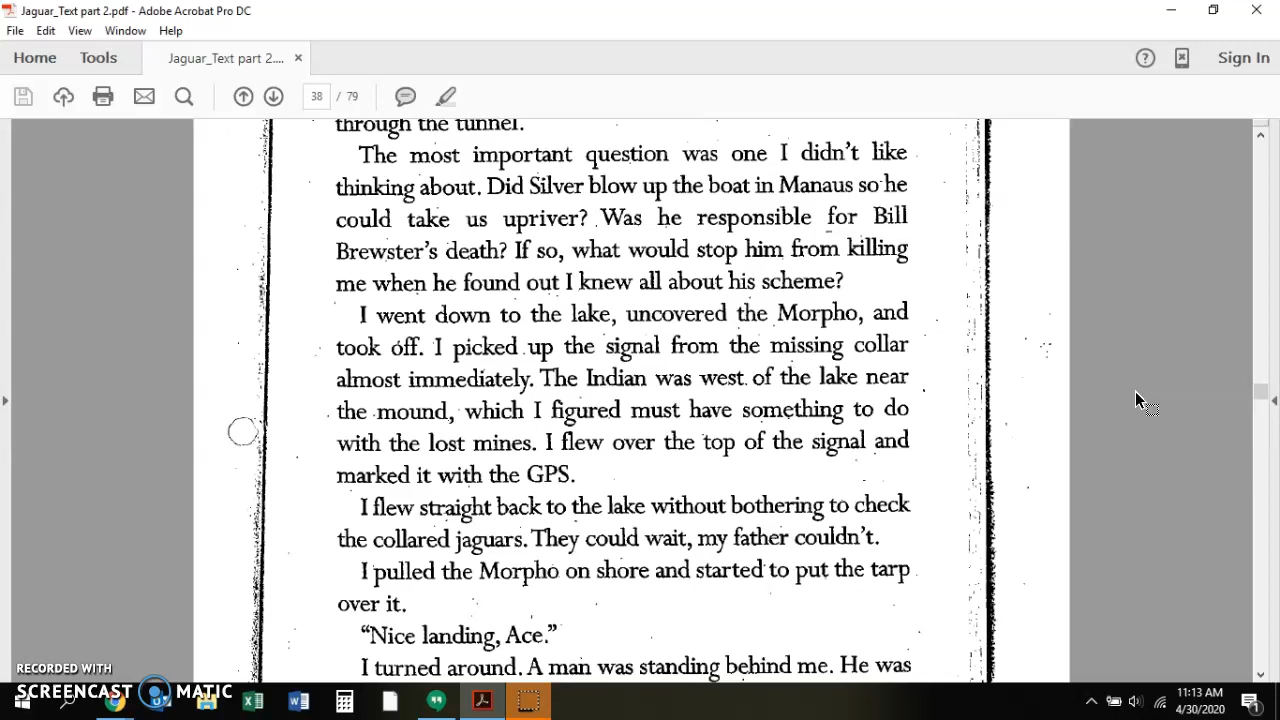 Jaguar_Text part 2.pdf - Adobe Acrobat Pro DC
File Edit View Window Help
Home Tools Jaguar_Text part 2.... × Sign In
38 / 79
through the tunnel.
The most important question was one I didn't like
thinking about. Did Silver blow up the boat in Manaus so he
could take us upriver? Was he responsible for Bill
Brewster's death? If so, what would stop him from killing
me when he found out I knew all about his scheme?
I went down to the lake, uncovered the Morpho, and
took off. I picked up the signal from the missing collar
almost immediately. The Indian was west of the lake near
the mound, which I figured must have something to do
with the lost mines. I flew over the top of the signal and
marked it with the GPS.
I flew straight back to the lake without bothering to check
the collared jaguars. They could wait, my father couldn't.
I pulled the Morpho on shore and started to put the tarp
over it.
"Nice landing, Ace."
I turned around. A man was standing behind me. He was
RECORDED WITH
SCREENCAST MATIC
11:13 AM
4/30/2020